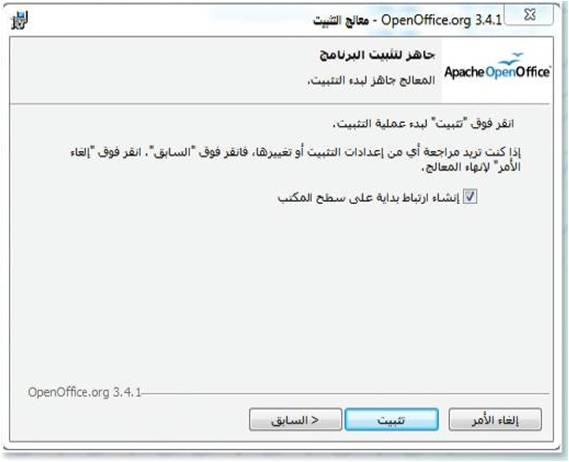 OpenOffice.org 3.4.1 - معالج التثبيت
جاهز لتثبيت البرنامج
المعالج جاهز لبدء التثبيت.
Apache OpenOffice™
انقر فوق "تثبيت" لبدء عملية التثبيت.
إذا كنت تريد مراجعة أي من إعدادات التثبيت أو تغييرها، فانقر فوق "السابق". انقر فوق "إلغاء
الأمر" لإنهاء المعالج.
إنشاء ارتباط بداية على سطح المكتب
OpenOffice.org 3.4.1
< السابق
تثبيت
إلغاء الأمر